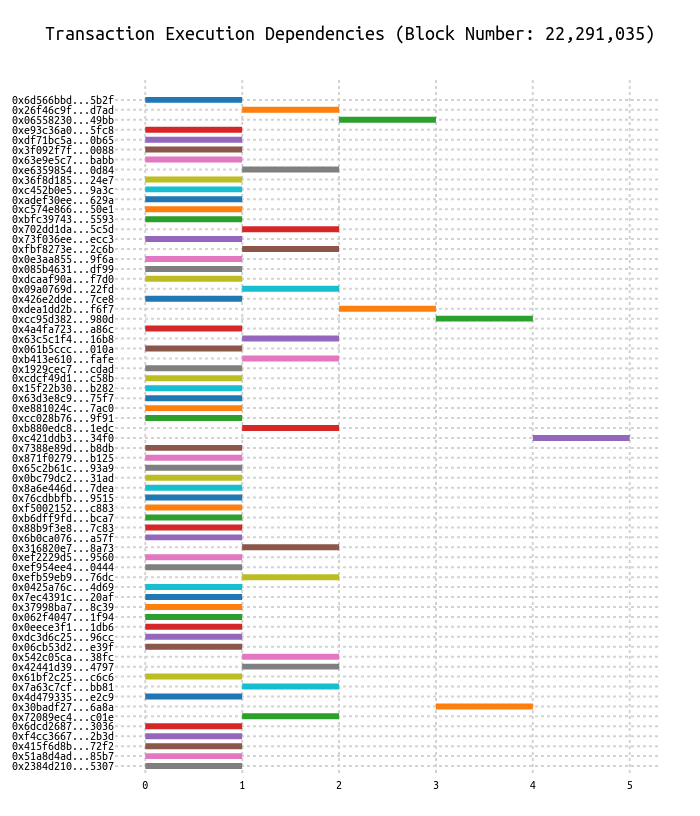 Transaction Execution Dependencies (Block Number: 22,291,035)
0x6d566bbd...5b2f
0x26f46c9f...d7ad
0x06558230...49bb
0xe93c36a0...5fc8
0xdf71bc5a...0b65
0x3f092f7f...0088
0x63e9e5c7...babb
0xe6359854...0d84
0x36f8d185...24e7
0xc452b0e5...9a3c
0xadef30ee...629a
0xc574e866...50e1
0xbfc39743...5593
0x702dd1da...5c5d
0x73f036ee...ecc3
0xfbf8273e...2c6b
0x0e3aa855...9f6a
0x085b4631...df99
0xdcaaf90a...f7d0
0x09a0769d...22fd
0x426e2dde...7ce8
0xdea1dd2b...f6f7
0xcc95d382...980d
0x4a4fa723...a86c
0x63c5c1f4...16b8
0x061b5ccc...010a
0xb413e610...fafe
0x1929cec7...cdad
0xcdcf49d1...c58b
0x15f22b30...b282
0x63d3e8c9...75f7
0xe881024c...7ac0
0xcc028b76...9f91
0xb880edc8...1edc
0xc421ddb3...34f0
0x7388e89d...b8db
0x871f0279...b125
0x65c2b61c...93a9
0x0bc79dc2...31ad
0x8a6e446d...7dea
0x76cdbbfb...9515
0xf5002152...c883
0xb6dff9fd...bca7
0x88b9f3e8...7c83
0x6b0ca076...a57f
0x316820e7...8a73
0xef2229d5...9560
0xef954ee4...0444
0xefb59eb9...76dc
0x0425a76c...4d69
0x7ec4391c...20af
0x37998ba7...8c39
0x062f4047...1f94
0x0eece3f1...1db6
0xdc3d6c25...96cc
0x06cb53d2...e39f
0x542c05ca...38fc
0x42441d39...4797
0x61bf2c25...c6c6
0x7a63c7cf...bb81
0x4d479335...e2c9
0x30badf27...6a8a
0x72089ec4...c01e
0x6dcd2687...3036
0xf4cc3667...2b3d
0x415f6d8b...72f2
0x51a8d4ad...85b7
0x2384d210...5307
0 1 2 3 4 5